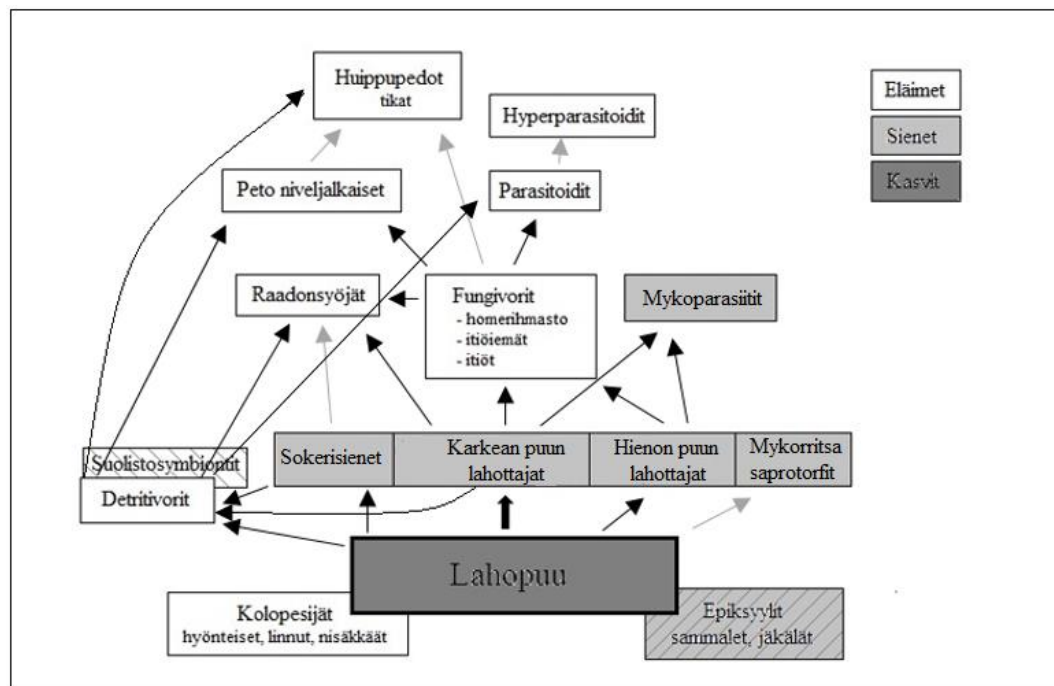 Huippupedot
tikat
Hyperparasitoidit
Eläimet
Sienet
Kasvit
Peto niveljalkaiset
Parasitoidit
Raadonsyöjät
Fungivorit
- homerihmasto
- itiöiemät
- itiöt
Mykoparasiitit
Suolistosymbiontit
Detritivorit
Sokerisienet
Karkean puun
lahottajat
Hienon puun
lahottajat
Mykorritsa
saprotorfit
Lahopuu
Kolopesijät
hyönteiset, linnut, nisäkkäät
Epiksyylit
sammalet, jäkälät